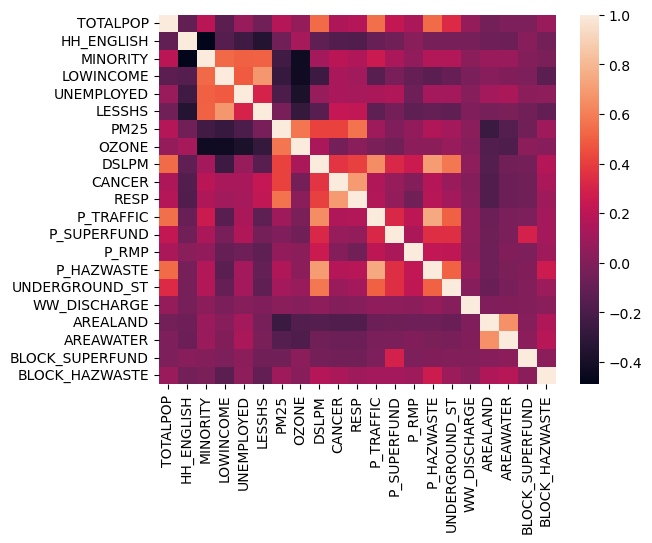 TOTALPOP
HH_ENGLISH
MINORITY
LOWINCOME
UNEMPLOYED
LESSHS
PM25
OZONE
DSLPM
CANCER
RESP
P_TRAFFIC
P_SUPERFUND
P_RMP
P_HAZWASTE
UNDERGROUND_ST
WW_DISCHARGE
AREALAND
AREAWATER
BLOCK_SUPERFUND
BLOCK_HAZWASTE
TOTALPOP
HH_ENGLISH
MINORITY
LOWINCOME
UNEMPLOYED
LESSHS
PM25
OZONE
DSLPM
CANCER
RESP
P_TRAFFIC
P_SUPERFUND
P_RMP
P_HAZWASTE
UNDERGROUND_ST
WW_DISCHARGE
AREALAND
AREAWATER
BLOCK_SUPERFUND
BLOCK_HAZWASTE
1.0
0.8
0.6
0.4
0.2
0.0
−0.2
−0.4